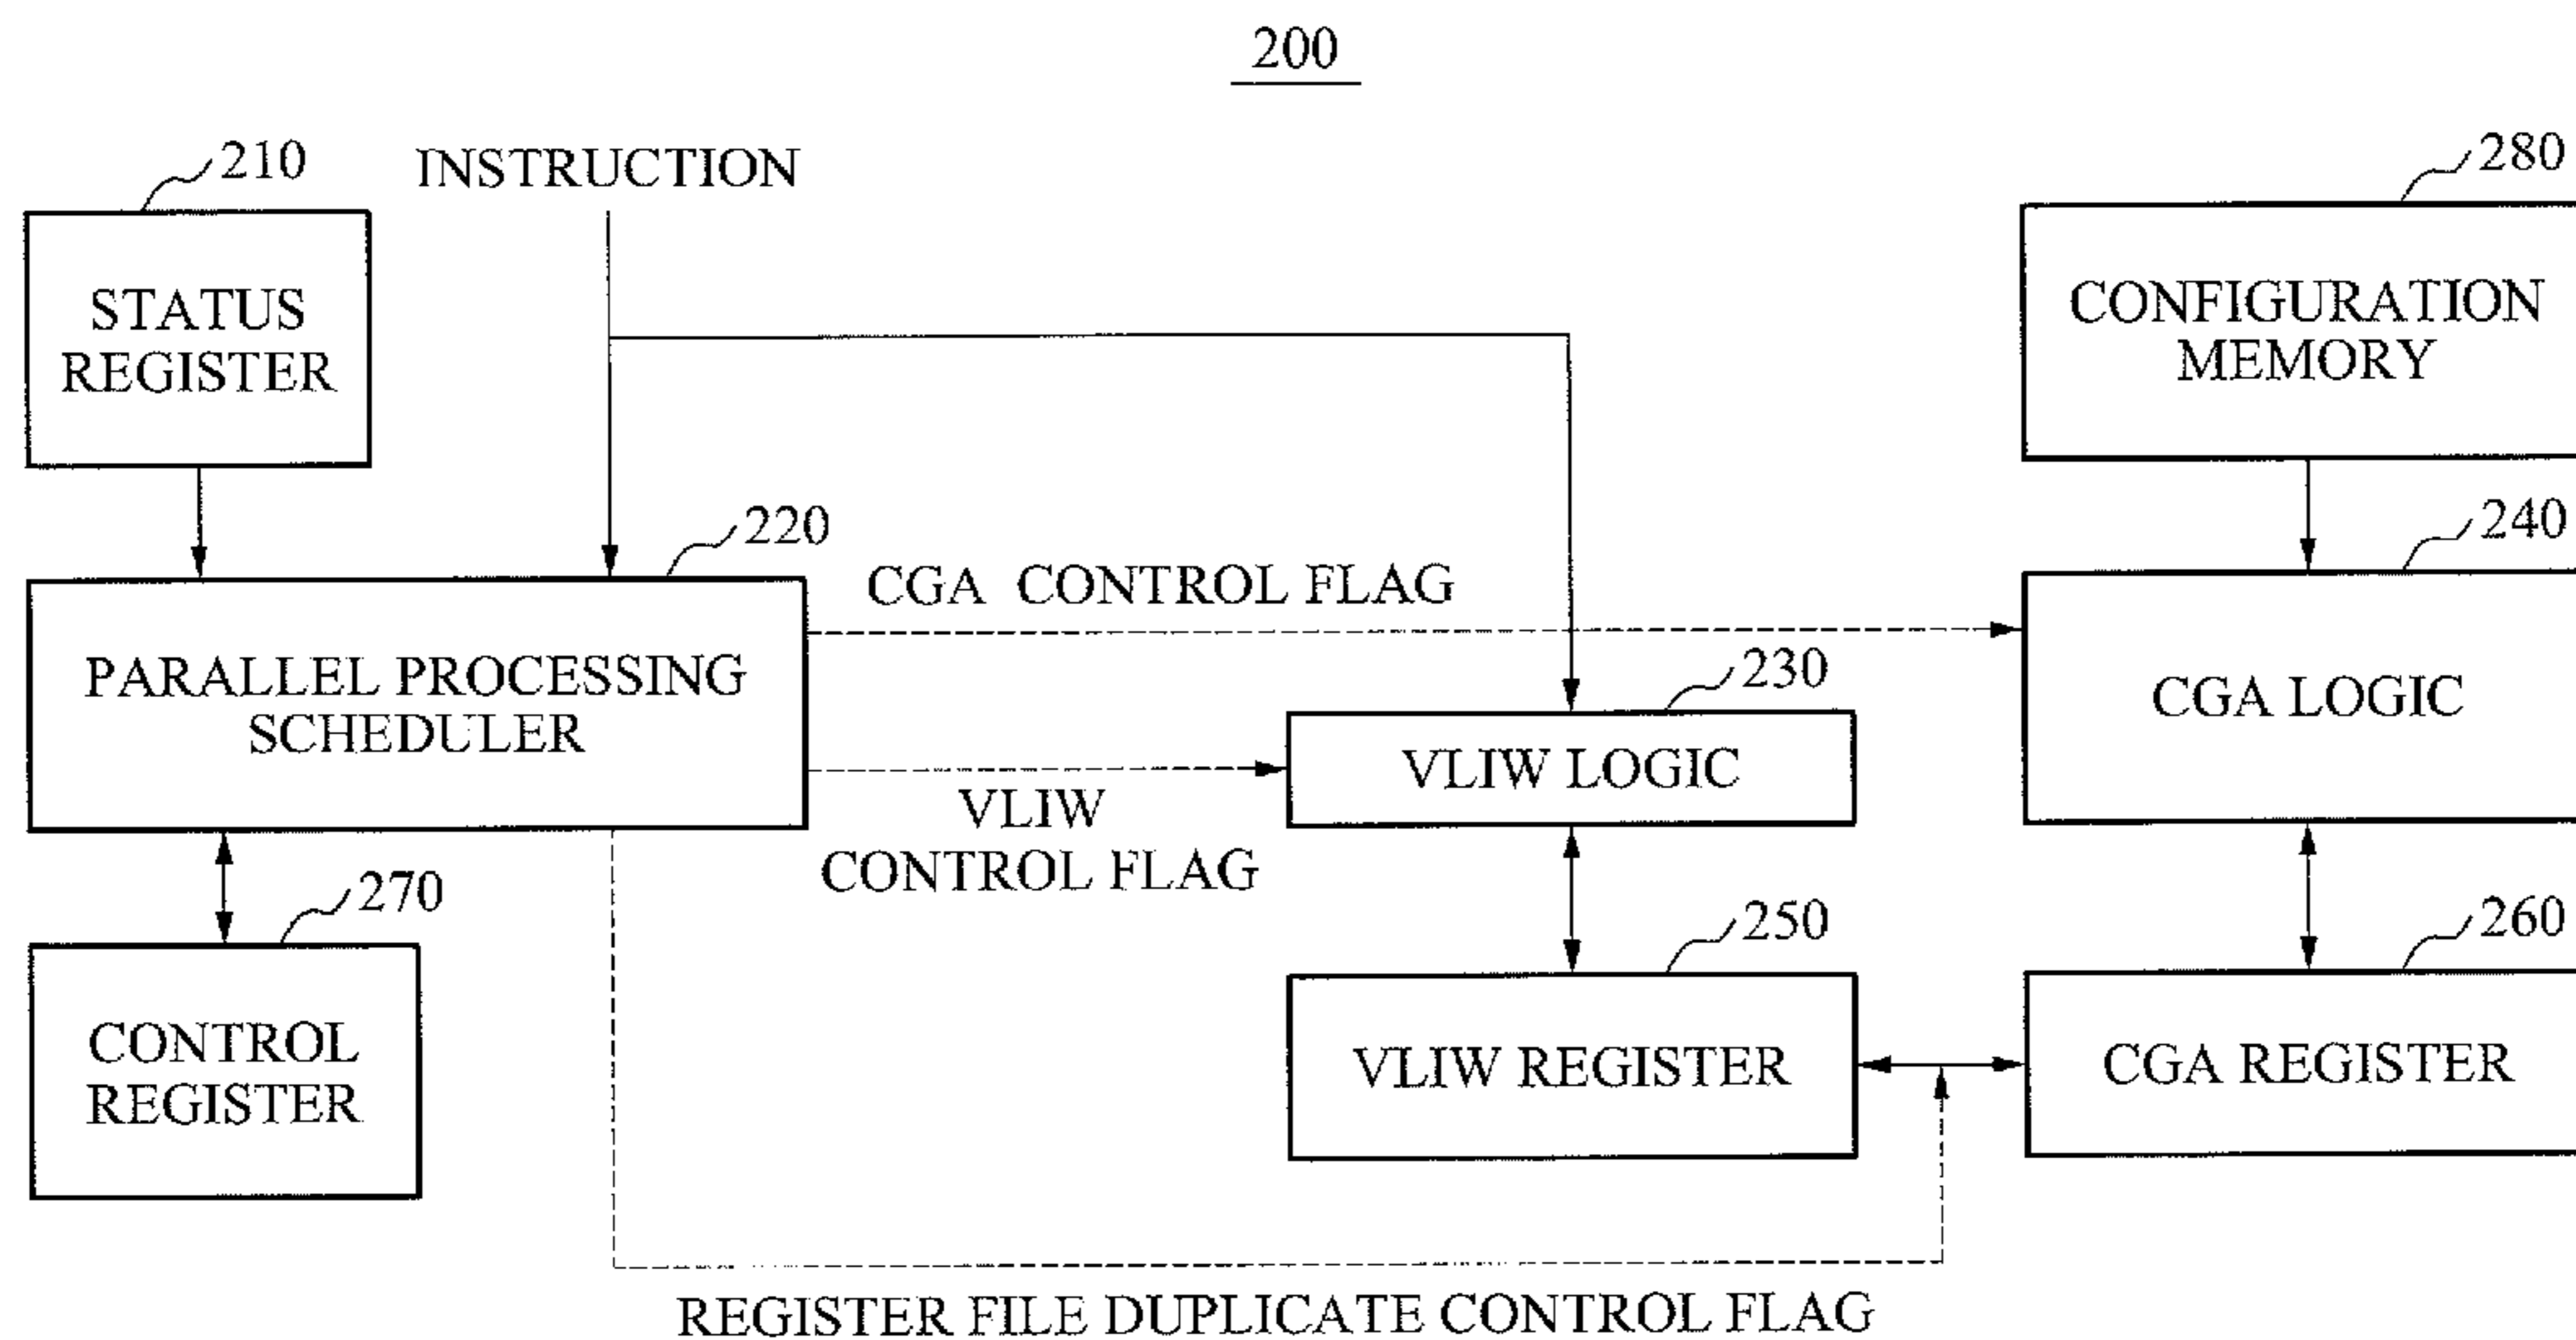 200
210
INSTRUCTION
280
STATUS
REGISTER
CONFIGURATION
MEMORY
220
240
CGA CONTROL FLAG
PARALLEL PROCESSING
SCHEDULER
230
CGA LOGIC
VLIW LOGIC
VLIW
CONTROL FLAG
270
250
260
CONTROL
REGISTER
VLIW REGISTER
CGA REGISTER
REGISTER FILE DUPLICATE CONTROL FLAG